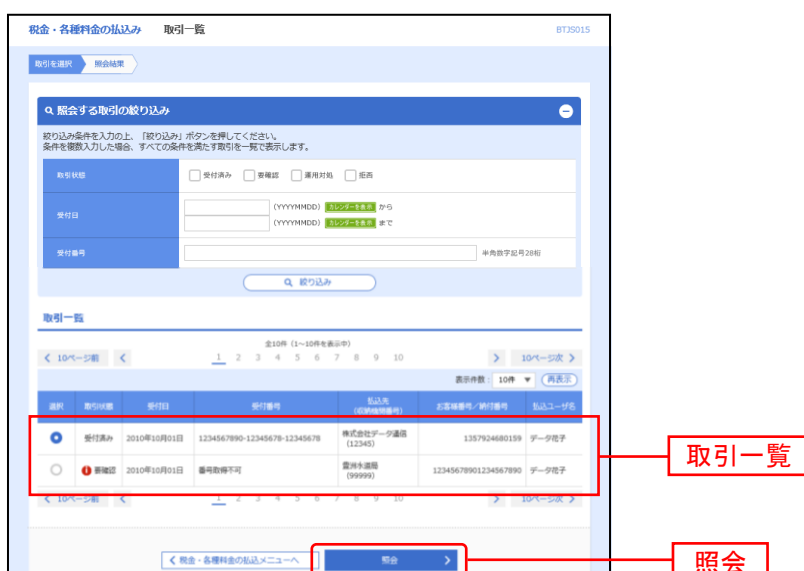 税金・各種料金の払込み 取引一覧 BTJS015
取引を選択 照会結果
照会する取引の絞り込み
絞り込み条件を入力の上、「絞り込み」ボタンを押してください。
条件を複数入力した場合、すべての条件を満たす取引を一覧で表示します。
取引状態 受付済み 要確認 運用対処 拒否
受付日 (YYYYMMDD) カレンダーを表示 から
(YYYYMMDD) カレンダーを表示 まで
受付番号 半角数字記号28桁
絞り込み
取引一覧
全10件（1～10件を表示中）
10ページ前 1 2 3 4 5 6 7 8 9 10 10ページ次
表示件数： 10件 ▼ 再表示
選択 取引状態 受付日 受付番号 払込先 お客様番号／納付番号 払込ユーザ名
(収納機関番号)
受付済み 2010年10月01日 1234567890-12345678-12345678 株式会社データ通信 1357924680159 データ花子
(12345)
要確認 2010年10月01日 番号取得不可 豊洲水道局 12345678901234567890 データ花子
(99999)
取引一覧
10ページ前 1 2 3 4 5 6 7 8 9 10 10ページ次
税金・各種料金の払込メニューへ 照会
照会